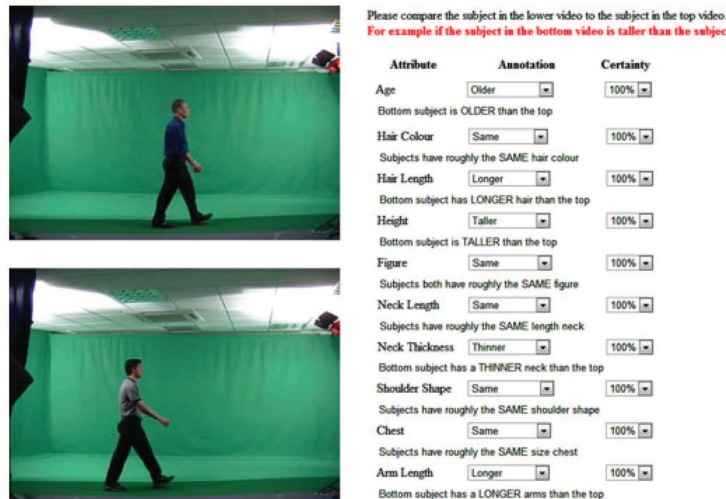 Please compare the subject in the lower video to the subject in the top video.
For example if the subject in the bottom video is taller than the subjec
Attribute Annotation Certainty
Age Older 100%
Bottom subject is OLDER than the top
Hair Colour Same 100%
Subjects have roughly the SAME hair colour
Hair Length Longer 100%
Bottom subject has LONGER hair than the top
Height Taller 100%
Bottom subject is TALLER than the top
Figure Same 100%
Subjects both have roughly the SAME figure
Neck Length Same 100%
Subjects have roughly the SAME length neck
Neck Thickness Thinner 100%
Bottom subject has a THINNER neck than the top
Shoulder Shape Same 100%
Subjects have roughly the SAME shoulder shape
Chest Same 100%
Subjects have roughly the SAME size chest
Arm Length Longer 100%
Bottom subject has a LONGER arms than the top